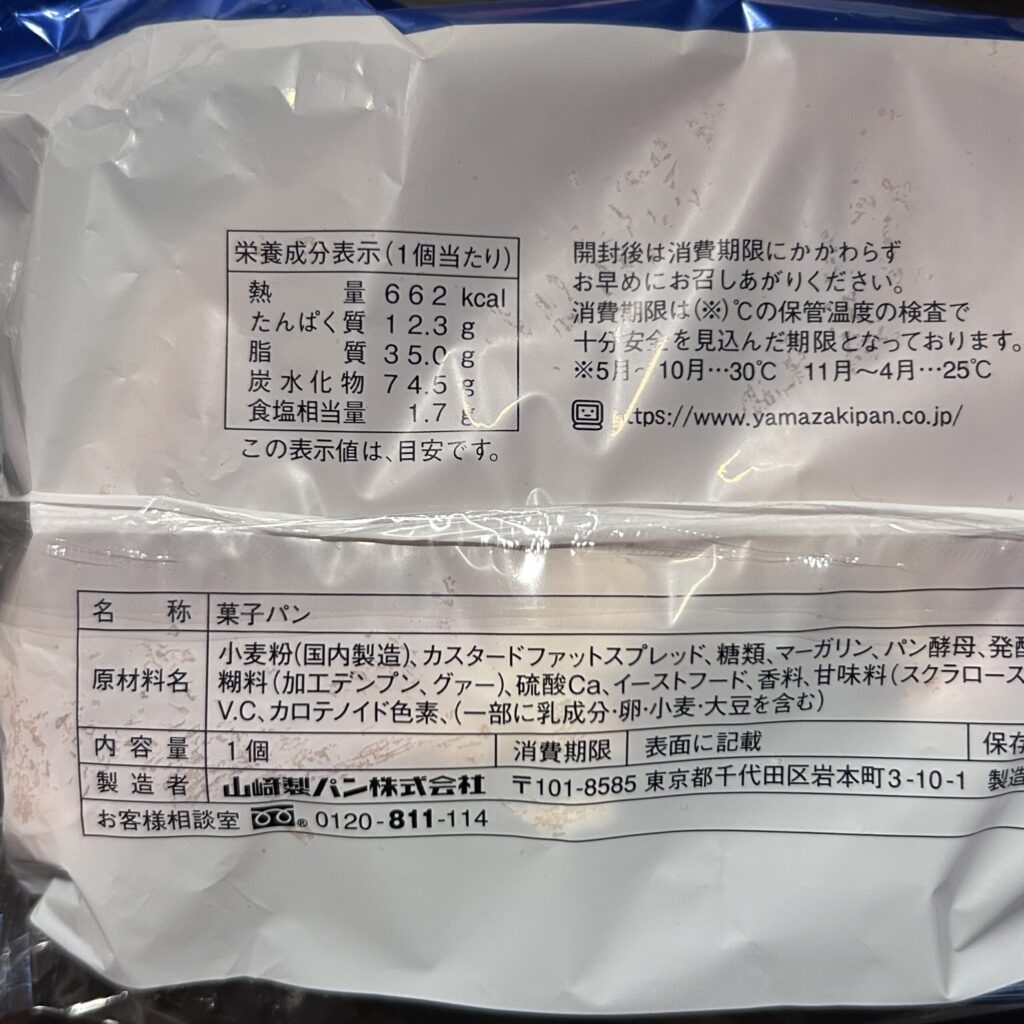 栄養成分表示(1個当たり)
熱量 662 kcal
たんぱく質 12.3 g
脂質 35.0 g
炭水化物 74.5 g
食塩相当量 1.7 g
この表示値は、目安です。
開封後は消費期限にかかわらず
お早めにお召しあがりください。
消費期限は(※)℃の保管温度の検査で
十分安全を見込んだ期限となっております。
※5月~10月…30℃ 11月~4月…25℃
https://www.yamazakipan.co.jp/
名称 菓子パン
原材料名 小麦粉(国内製造)、カスタードファットスプレッド、糖類、マーガリン、パン酵母、発酵
糊料(加工デンプン、グァー)、硫酸Ca、イーストフード、香料、甘味料(スクラロース
V.C、カロテノイド色素、(一部に乳成分・卵・小麦・大豆を含む)
内容量 1個 消費期限 表面に記載 保存
製造者 山崎製パン株式会社 〒101-8585 東京都千代田区岩本町3-10-1 製造
お客様相談室 ® 0120-811-114